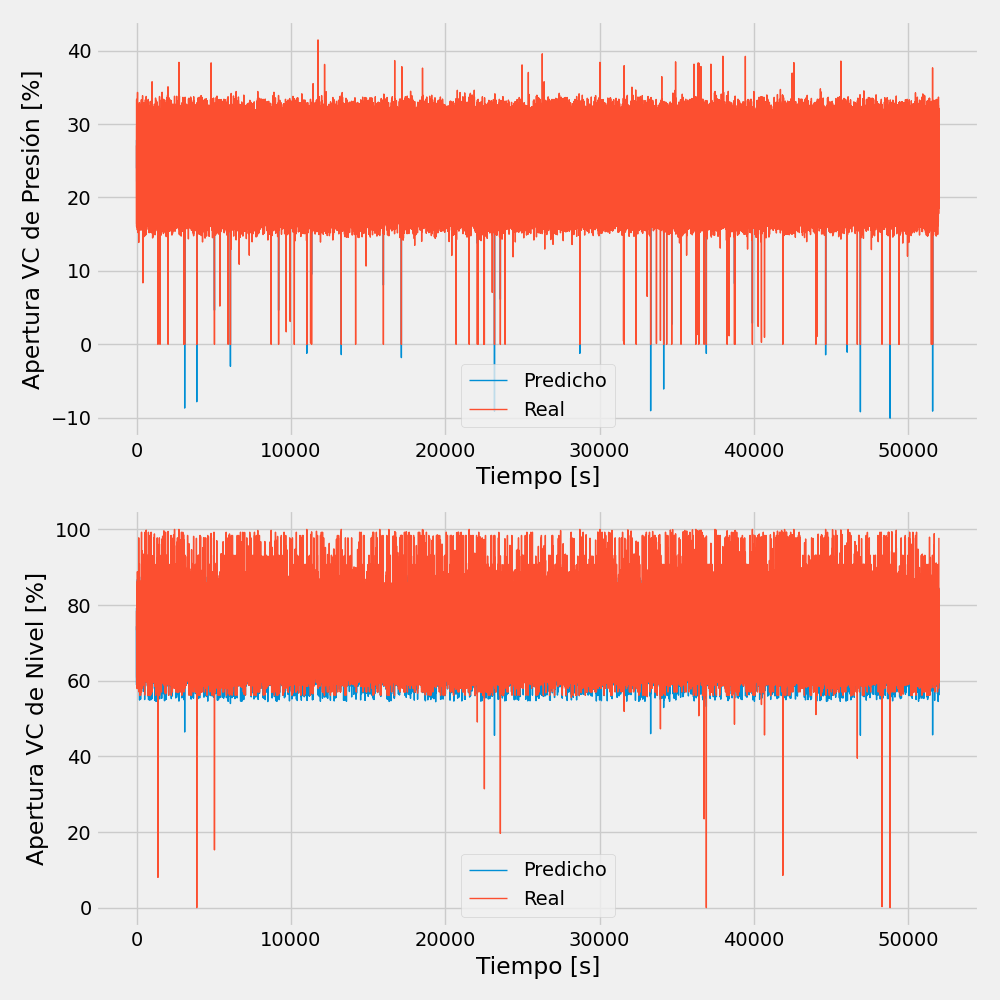 Apertura VC de Presión [%]
40
30
20
10
0
−10
Predicho
Real
0 10000 20000 30000 40000 50000
Tiempo [s]
Apertura VC de Nivel [%]
100
80
60
40
20
0
Predicho
Real
0 10000 20000 30000 40000 50000
Tiempo [s]